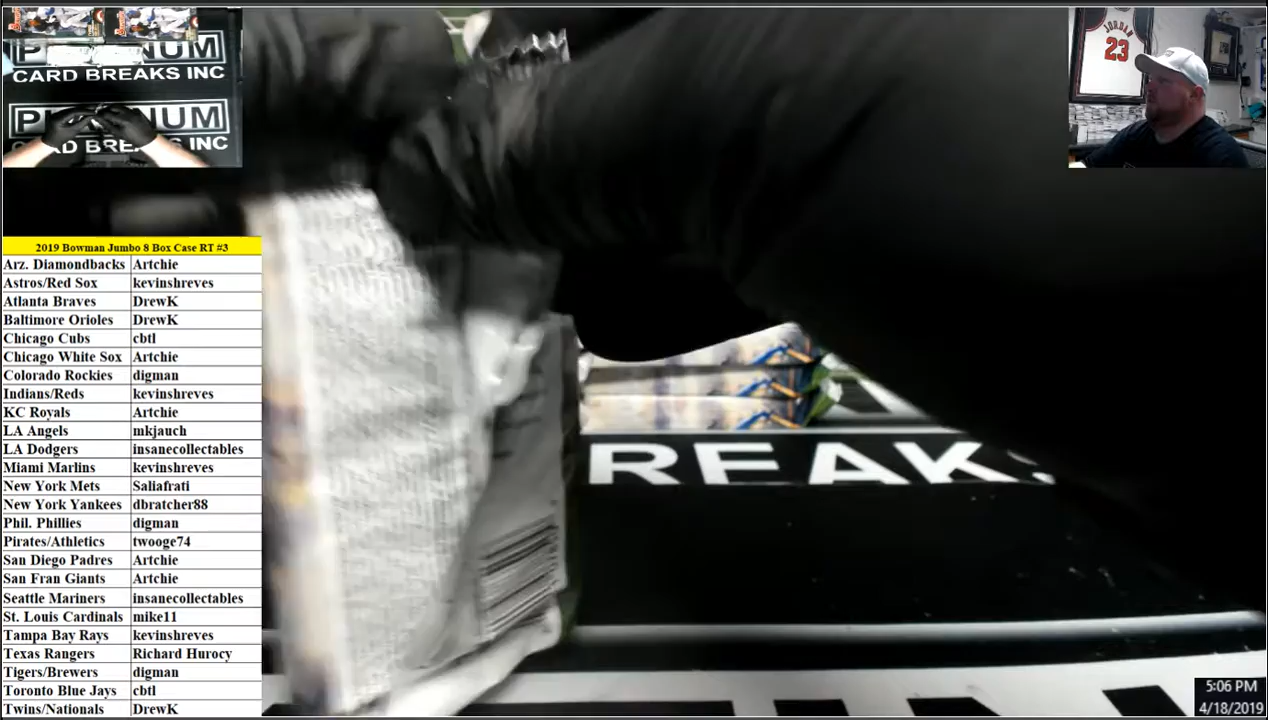 PLATINUM
CARD BREAKS INC
PLATINUM
CARD BREAKS INC
JORDAN
23
2019 Bowman Jumbo 8 Box Case RT #3
Arz. Diamondbacks Artchie
Astros/Red Sox kevinshreves
Atlanta Braves DrewK
Baltimore Orioles DrewK
Chicago Cubs cbtl
Chicago White Sox Artchie
Colorado Rockies digman
Indians/Reds kevinshreves
KC Royals Artchie
LA Angels mkjauch
LA Dodgers insanecollectables
Miami Marlins kevinshreves
New York Mets Saliafrati
New York Yankees dbratcher88
Phil. Phillies digman
Pirates/Athletics twooge74
San Diego Padres Artchie
San Fran Giants Artchie
Seattle Mariners insanecollectables
St. Louis Cardinals mike11
Tampa Bay Rays kevinshreves
Texas Rangers Richard Hurocy
Tigers/Brewers digman
Toronto Blue Jays cbtl
Twins/Nationals DrewK
REAKS
5:06 PM
4/18/2019